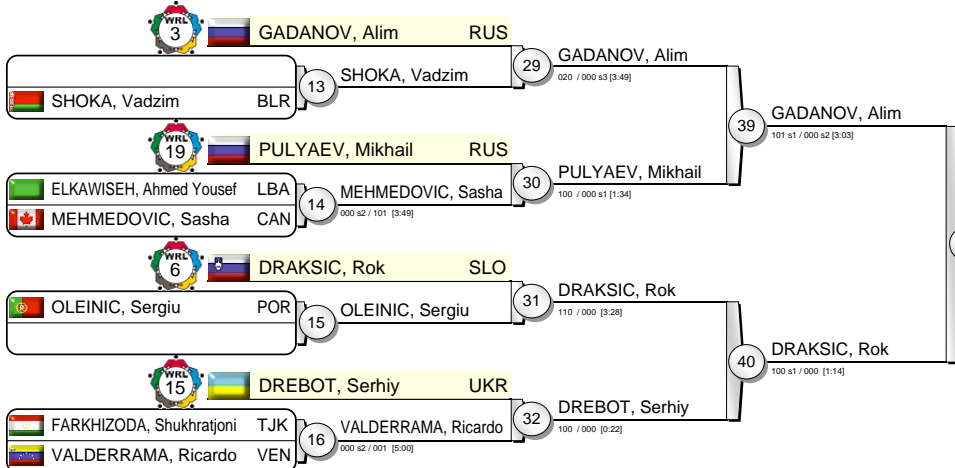 WRL
3
GADANOV, Alim RUS
SHOKA, Vadzim BLR
13
SHOKA, Vadzim
29
GADANOV, Alim
020 / 000 s3 [3:49]
WRL
19
PULYAEV, Mikhail RUS
ELKAWISEH, Ahmed Yousef LBA
MEHMEDOVIC, Sasha CAN
14
MEHMEDOVIC, Sasha
000 s2 / 101 [3:49]
30
PULYAEV, Mikhail
100 / 000 s1 [1:34]
39
GADANOV, Alim
101 s1 / 000 s2 [3:03]
WRL
6
DRAKSIC, Rok SLO
OLEINIC, Sergiu POR
15
OLEINIC, Sergiu
31
DRAKSIC, Rok
110 / 000 [3:28]
WRL
15
DREBOT, Serhiy UKR
FARKHIZODA, Shukhratjoni TJK
VALDERRAMA, Ricardo VEN
16
VALDERRAMA, Ricardo
000 s2 / 001 [5:00]
32
DREBOT, Serhiy
100 / 000 [0:22]
40
DRAKSIC, Rok
100 s1 / 000 [1:14]